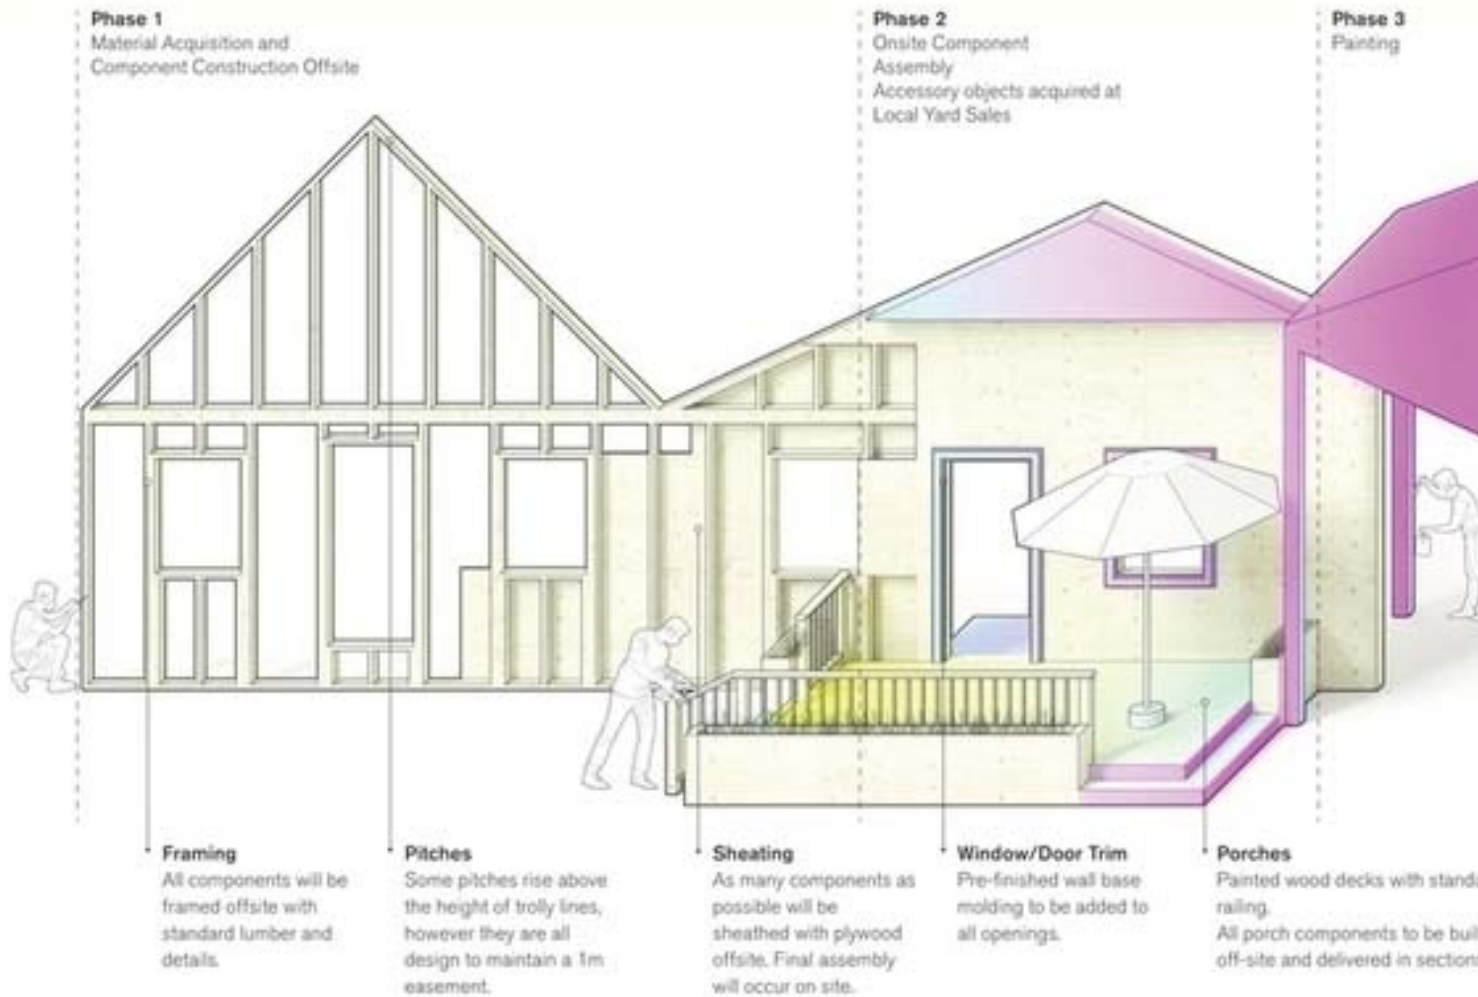 Phase 1
Material Acquisition and
Component Construction Offsite
Phase 2
Onsite Component
Assembly
Accessory objects acquired at
Local Yard Sales
Phase 3
Painting
Framing
All components will be
framed offsite with
standard lumber and
details.
Pitches
Some pitches rise above
the height of trolly lines,
however they are all
design to maintain a 1m
easement.
Sheating
As many components as
possible will be
sheathed with plywood
offsite. Final assembly
will occur on site.
Window/Door Trim
Pre-finished wall base
molding to be added to
all openings.
Porches
Painted wood decks with standa
railing.
All porch components to be buil
off-site and delivered in sections